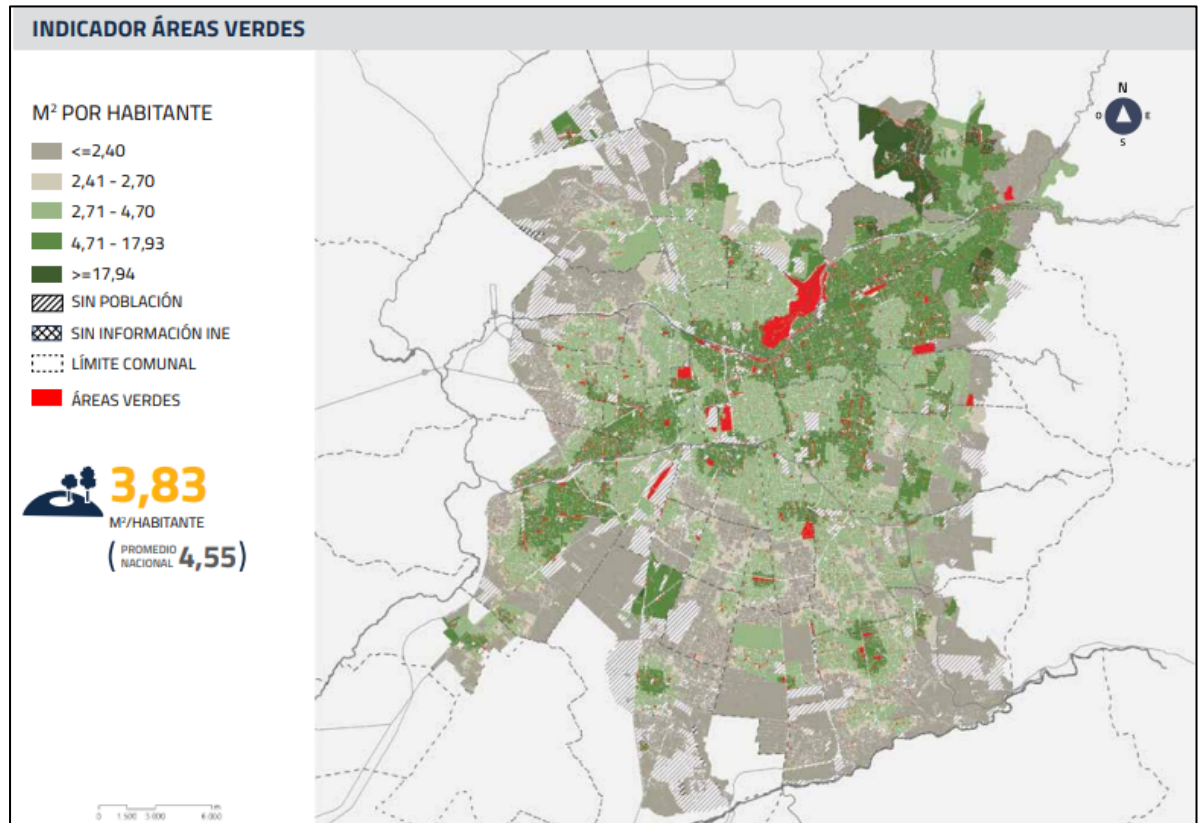 INDICADOR ÁREAS VERDES
M² POR HABITANTE
<=2,40
2,41 - 2,70
2,71 - 4,70
4,71 - 17,93
>=17,94
SIN POBLACIÓN
SIN INFORMACIÓN INE
LÍMITE COMUNAL
ÁREAS VERDES
3,83
M²/HABITANTE
( PROMEDIO NACIONAL 4,55 )
N
O E
S
0 1.500 3.000 6.000